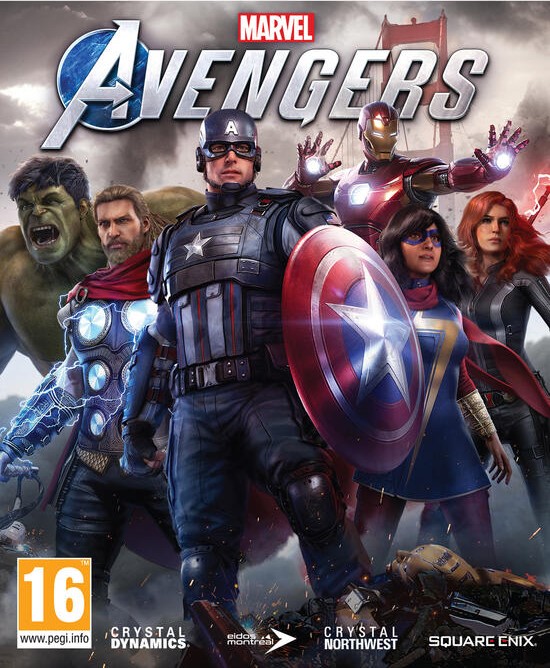 MARVEL
AVENGERS
A
16
www.pegi.info
CRYSTAL
DYNAMICS
eidos
montréal
CRYSTAL
NORTHWEST
SQUARE ENIX